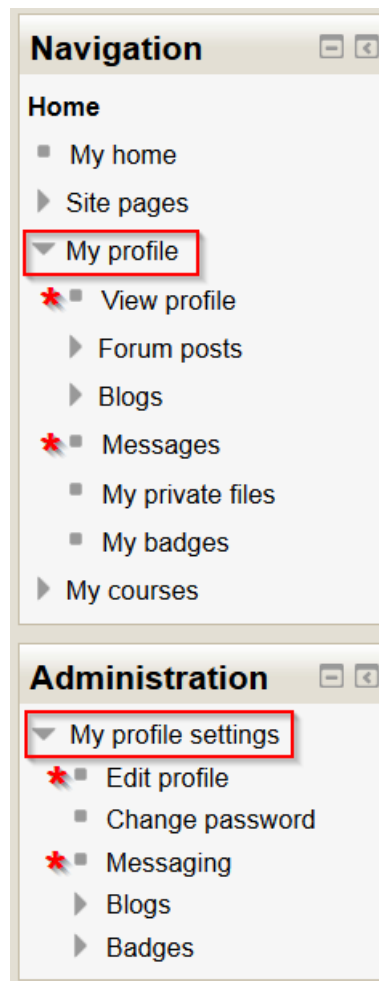 Navigation
Home
My home
Site pages
My profile
* View profile
Forum posts
Blogs
* Messages
My private files
My badges
My courses
Administration
My profile settings
* Edit profile
Change password
* Messaging
Blogs
Badges